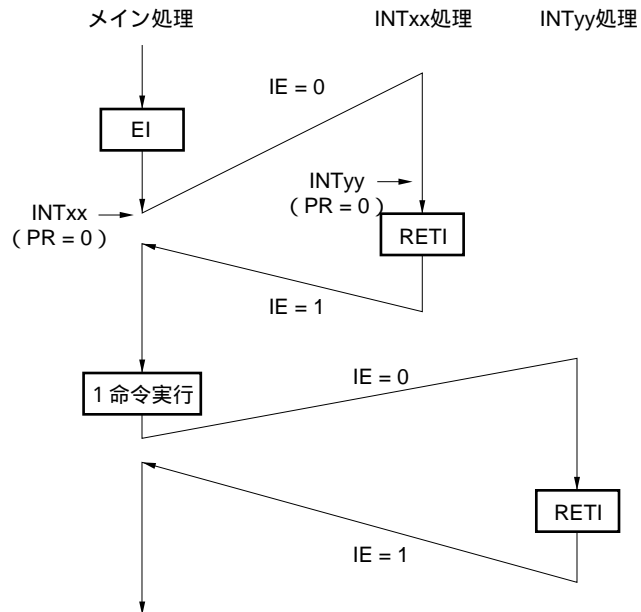 メイン処理
INTxx処理
INTyy処理
IE = 0
EI
INTxx
( PR = 0 )
INTyy
( PR = 0 )
RETI
IE = 1
IE = 0
1 命令実行
RETI
IE = 1